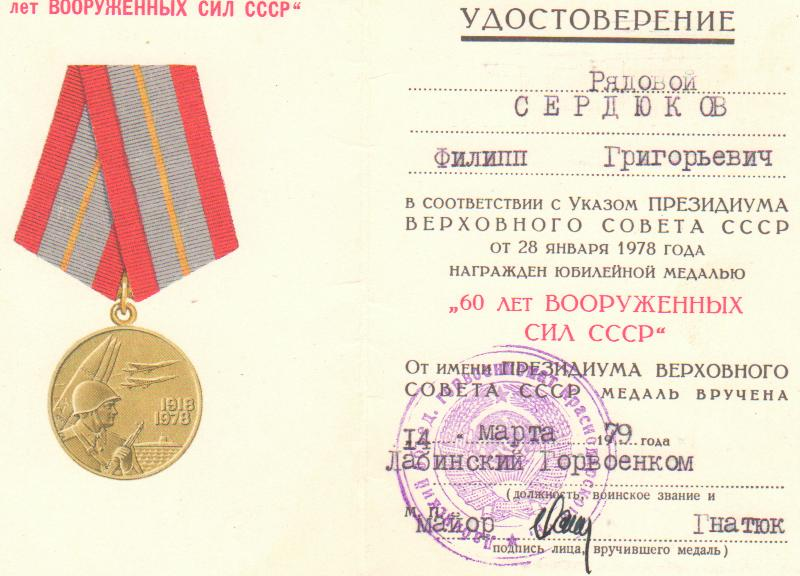 лет ВООРУЖЕННЫХ СИЛ СССР“
1918
1978
УДОСТОВЕРЕНИЕ
Рядовой
СЕРДЮКОВ
Филипп Григорьевич
в соответствии с Указом ПРЕЗИДИУМА
ВЕРХОВНОГО СОВЕТА СССР
от 28 января 1978 года
награжден юбилейной медалью
„60 лет ВООРУЖЕННЫХ
СИЛ СССР“
От имени ПРЕЗИДИУМА ВЕРХОВНОГО
СОВЕТА СССР медаль вручена
14 марта 1979 года
Лабинский Горвоенком
(должность, воинское звание и
М. П.
майор Гнатюк
подпись лица, вручившего медаль)